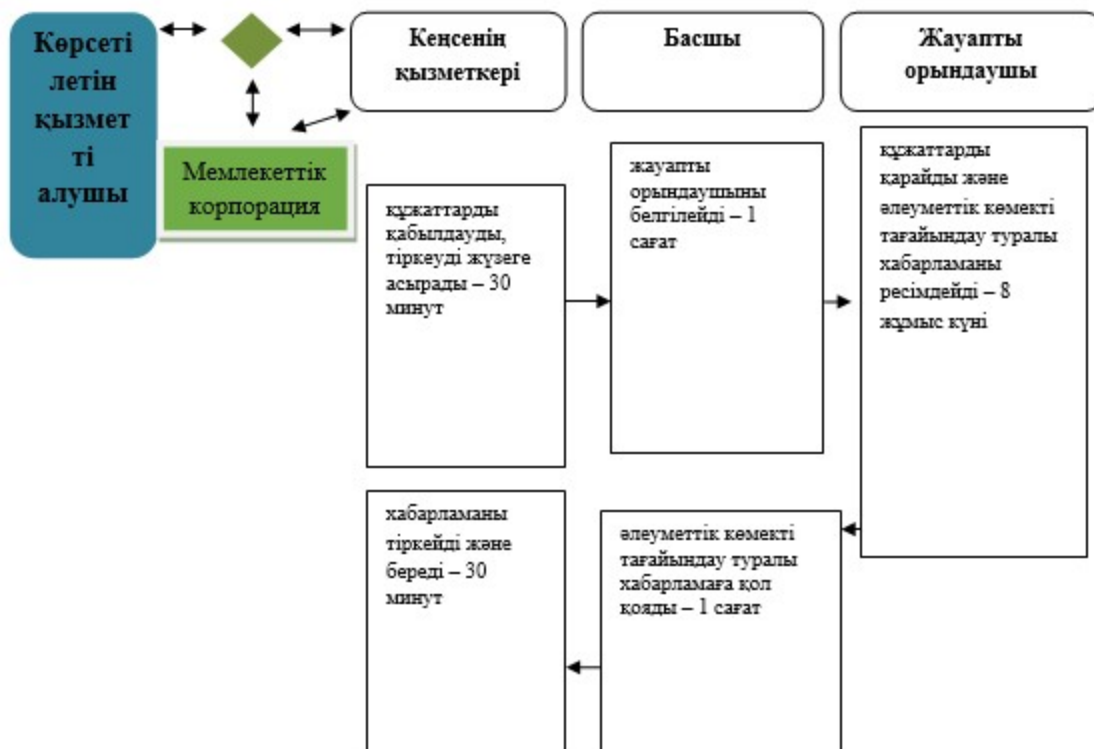 Көрсеті
летін
қызмет
ті
алушы
Мемлекеттік
корпорация
Кеңсенің
қызметкері
Басшы
Жауапты
орындаушы
құжаттарды
қабылдауды,
тіркеуді жүзеге
асырады – 30
минут
жауапты
орындаушыны
белгілейді – 1
сағат
құжаттарды
қарайды және
әлеуметтік көмекті
тағайындау туралы
хабарламаны
ресімдейді – 8
жұмыс күні
хабарламаны
тіркейді және
береді – 30
минут
әлеуметтік көмекті
тағайындау туралы
хабарламаға қол
қояды – 1 сағат